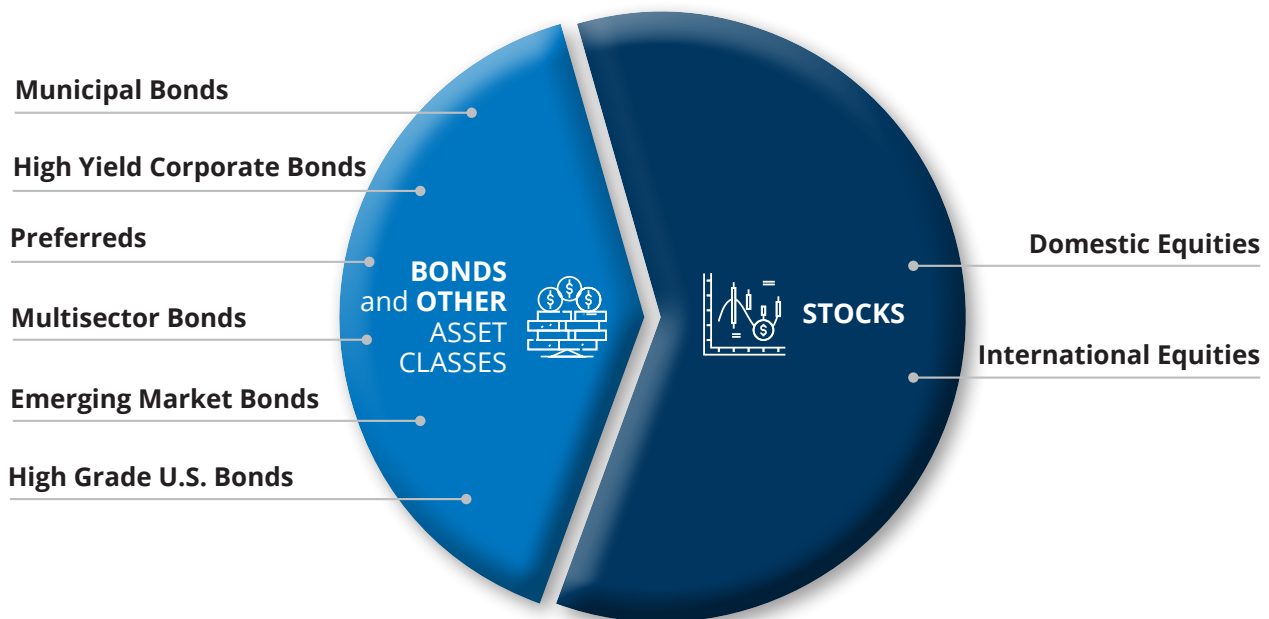 Municipal Bonds
High Yield Corporate Bonds
Preferreds
Multisector Bonds
Emerging Market Bonds
High Grade U.S. Bonds
BONDS
and OTHER
ASSET
CLASSES
STOCKS
Domestic Equities
International Equities